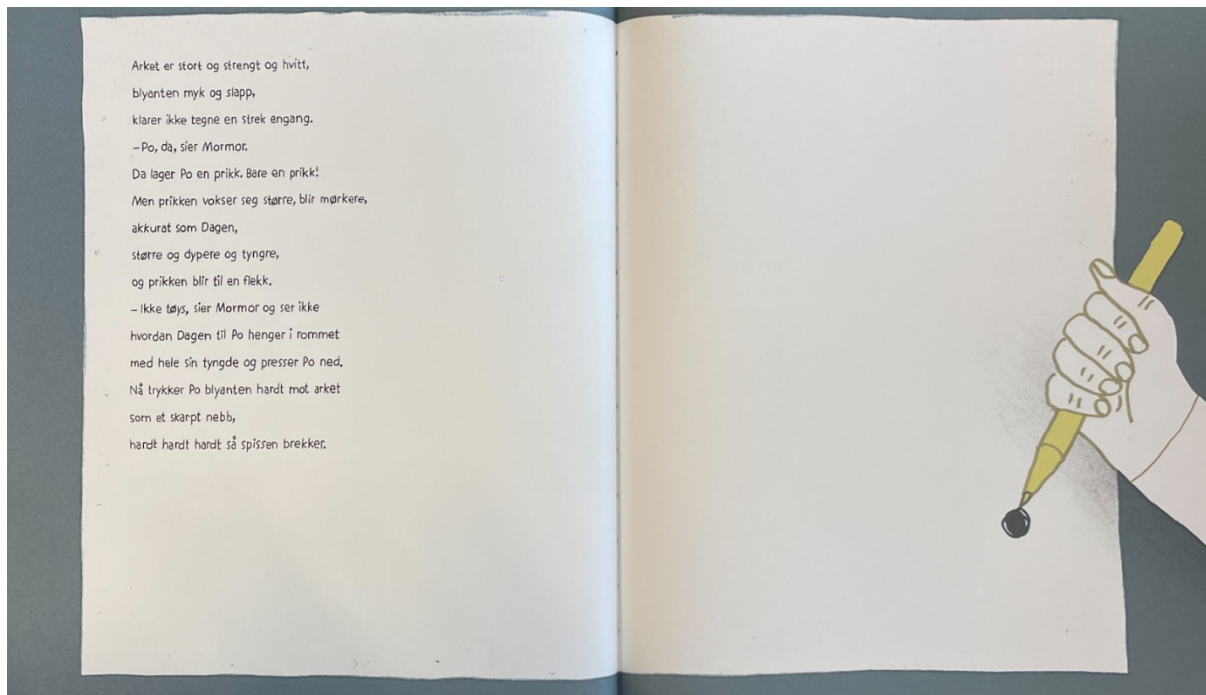 Arket er stort og strengt og hvitt,
blyanten myk og slapp,
klarer ikke tegne en strek engang.
– Po, da, sier Mormor.
Da lager Po en prikk. Bare en prikk!
Men prikken vokser seg større, blir mørkere,
akkurat som Dagen,
større og dypere og tyngre,
og prikken blir til en flekk.
– Ikke tøys, sier Mormor og ser ikke
hvordan Dagen til Po henger i rommet
med hele sin tyngde og presser Po ned.
Nå trykker Po blyanten hardt mot arket
som et skarpt nebb,
hardt hardt hardt så spissen brekker.